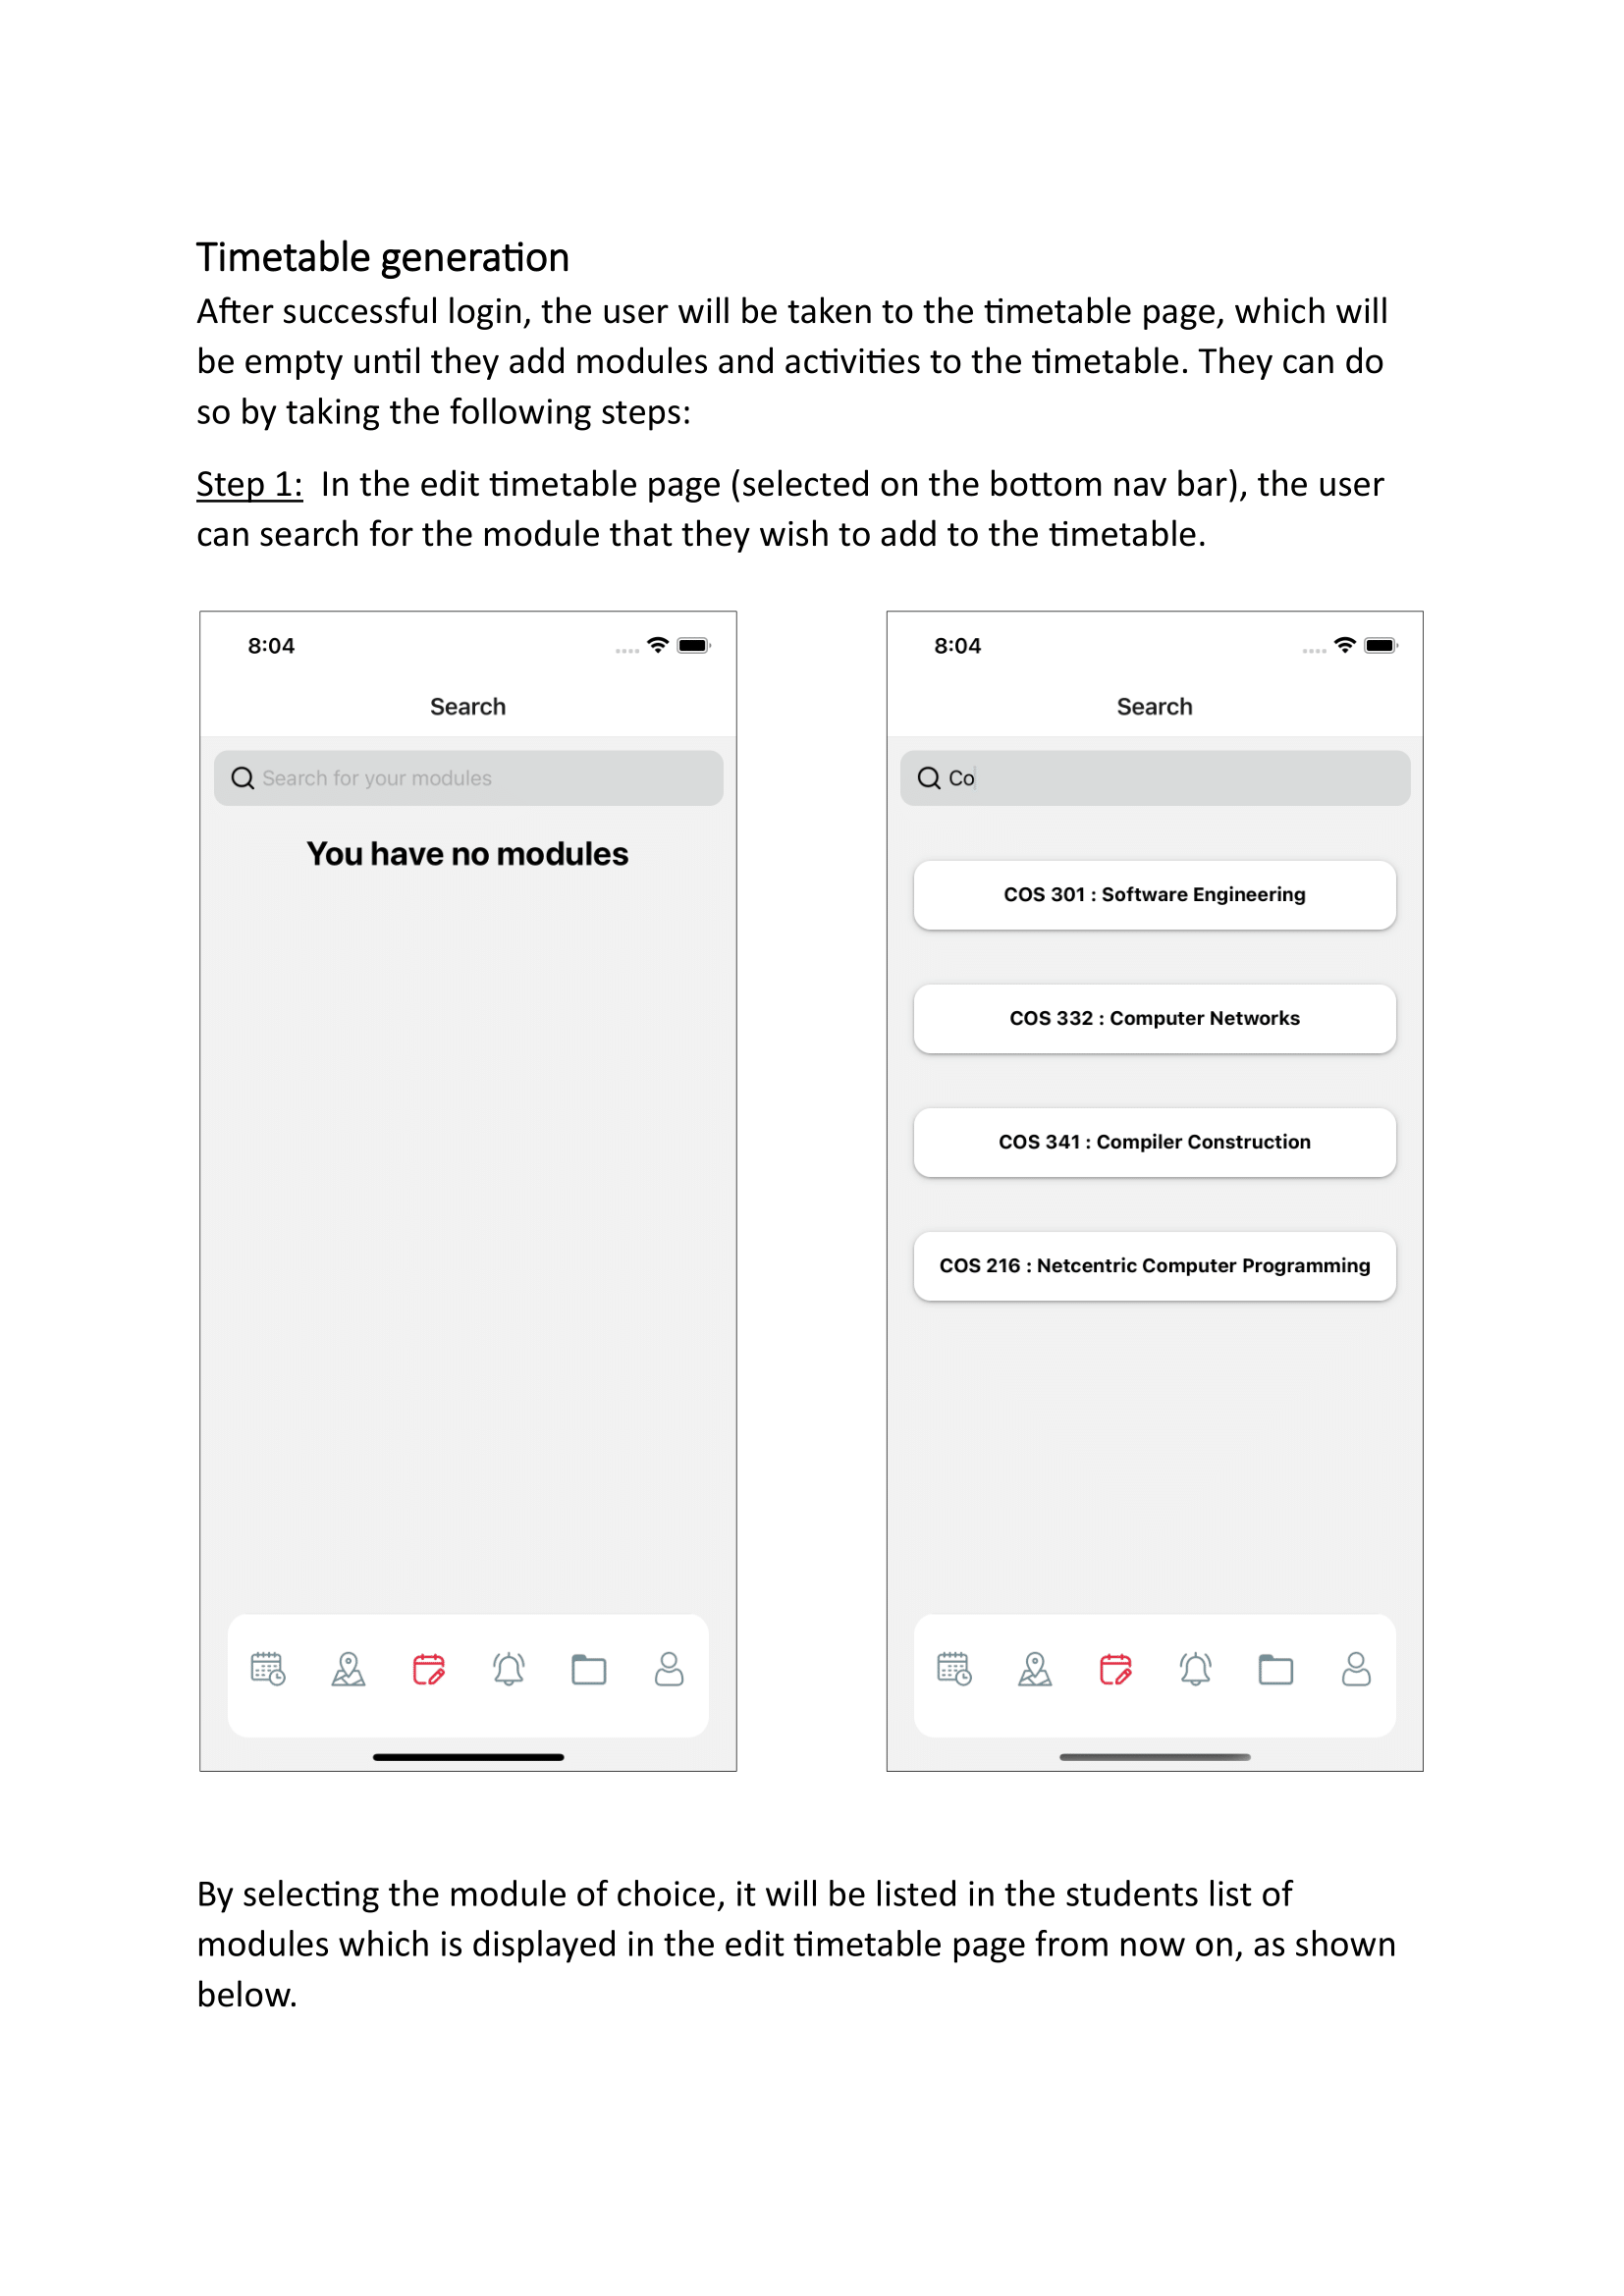 Timetable generation
After successful login, the user will be taken to the timetable page, which will
be empty until they add modules and activities to the timetable. They can do
so by taking the following steps:
Step 1:  In the edit timetable page (selected on the bottom nav bar), the user
can search for the module that they wish to add to the timetable.
8:04
Search
Search for your modules
You have no modules
8:04
Search
Co
COS 301 : Software Engineering
COS 332 : Computer Networks
COS 341 : Compiler Construction
COS 216 : Netcentric Computer Programming
By selecting the module of choice, it will be listed in the students list of
modules which is displayed in the edit timetable page from now on, as shown
below.